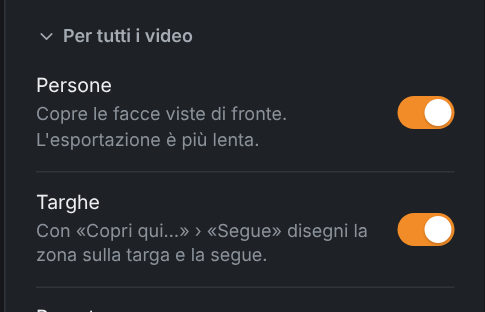 Per tutti i video
Persone
Copre le facce viste di fronte.
L'esportazione è più lenta.
Targhe
Con «Copri qui...» › «Segue» disegni la
zona sulla targa e la segue.